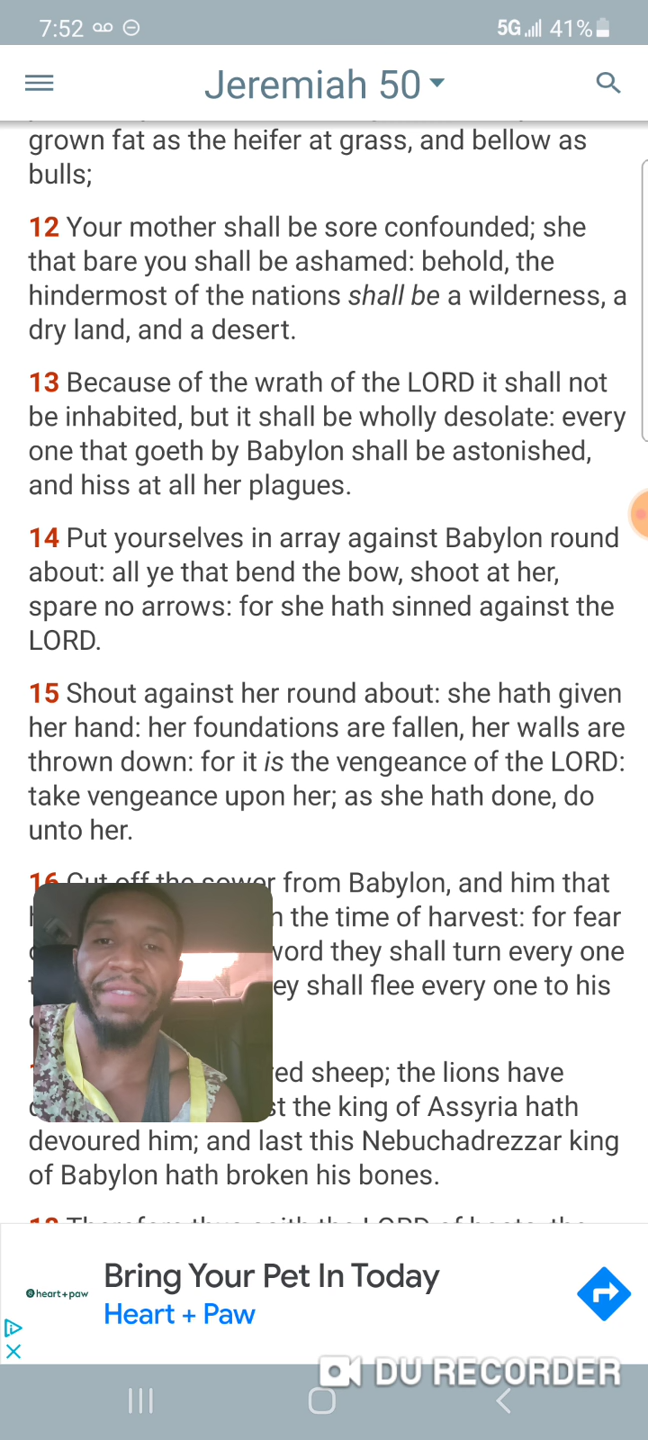 7:52
5G 41%
Jeremiah 50
grown fat as the heifer at grass, and bellow as
bulls;
12 Your mother shall be sore confounded; she
that bare you shall be ashamed: behold, the
hindermost of the nations shall be a wilderness, a
dry land, and a desert.
13 Because of the wrath of the LORD it shall not
be inhabited, but it shall be wholly desolate: every
one that goeth by Babylon shall be astonished,
and hiss at all her plagues.
14 Put yourselves in array against Babylon round
about: all ye that bend the bow, shoot at her,
spare no arrows: for she hath sinned against the
LORD.
15 Shout against her round about: she hath given
her hand: her foundations are fallen, her walls are
thrown down: for it is the vengeance of the LORD:
take vengeance upon her; as she hath done, do
unto her.
16 Cut off the sower from Babylon, and him that
the time of harvest: for fear
they shall turn every one
shall flee every one to his
sheep; the lions have
the king of Assyria hath
devoured him; and last this Nebuchadrezzar king
of Babylon hath broken his bones.
heart+paw
Bring Your Pet In Today
Heart + Paw
DU RECORDER